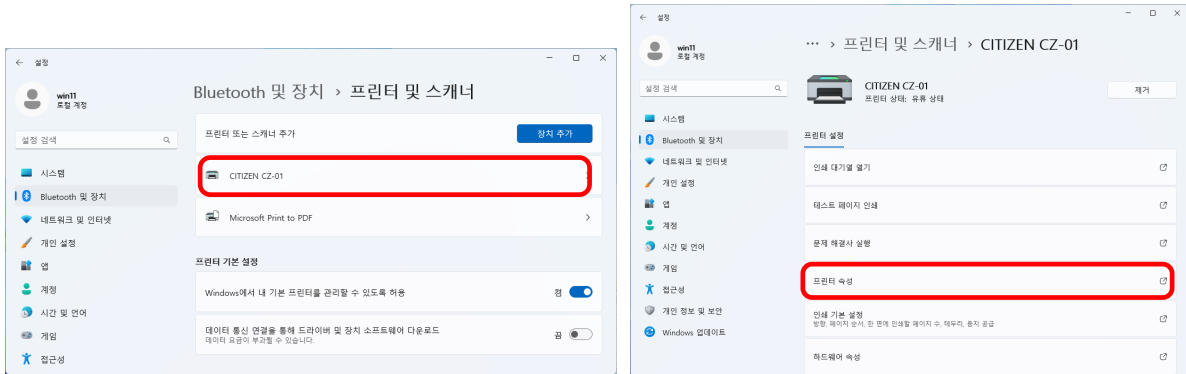 설정
win11
로컬 계정
설정 검색
시스템
Bluetooth 및 장치
네트워크 및 인터넷
개인 설정
앱
계정
시간 및 언어
게임
접근성
Bluetooth 및 장치 › 프린터 및 스캐너
프린터 또는 스캐너 추가
장치 추가
CITIZEN CZ-01
Microsoft Print to PDF
프린터 기본 설정
Windows에서 내 기본 프린터를 관리할 수 있도록 허용
켬
데이터 통신 연결을 통해 드라이버 및 장치 소프트웨어 다운로드
데이터 요금이 부과될 수 있습니다.
끔
설정
win11
로컬 계정
설정 검색
시스템
Bluetooth 및 장치
네트워크 및 인터넷
개인 설정
앱
계정
시간 및 언어
게임
접근성
개인 정보 및 보안
Windows 업데이트
··· › 프린터 및 스캐너 › CITIZEN CZ-01
CITIZEN CZ-01
프린터 상태: 유휴 상태
제거
프린터 설정
인쇄 대기열 열기
테스트 페이지 인쇄
문제 해결사 실행
프린터 속성
인쇄 기본 설정
방향, 페이지 순서, 한 면에 인쇄할 페이지 수, 테두리, 용지 공급
하드웨어 속성